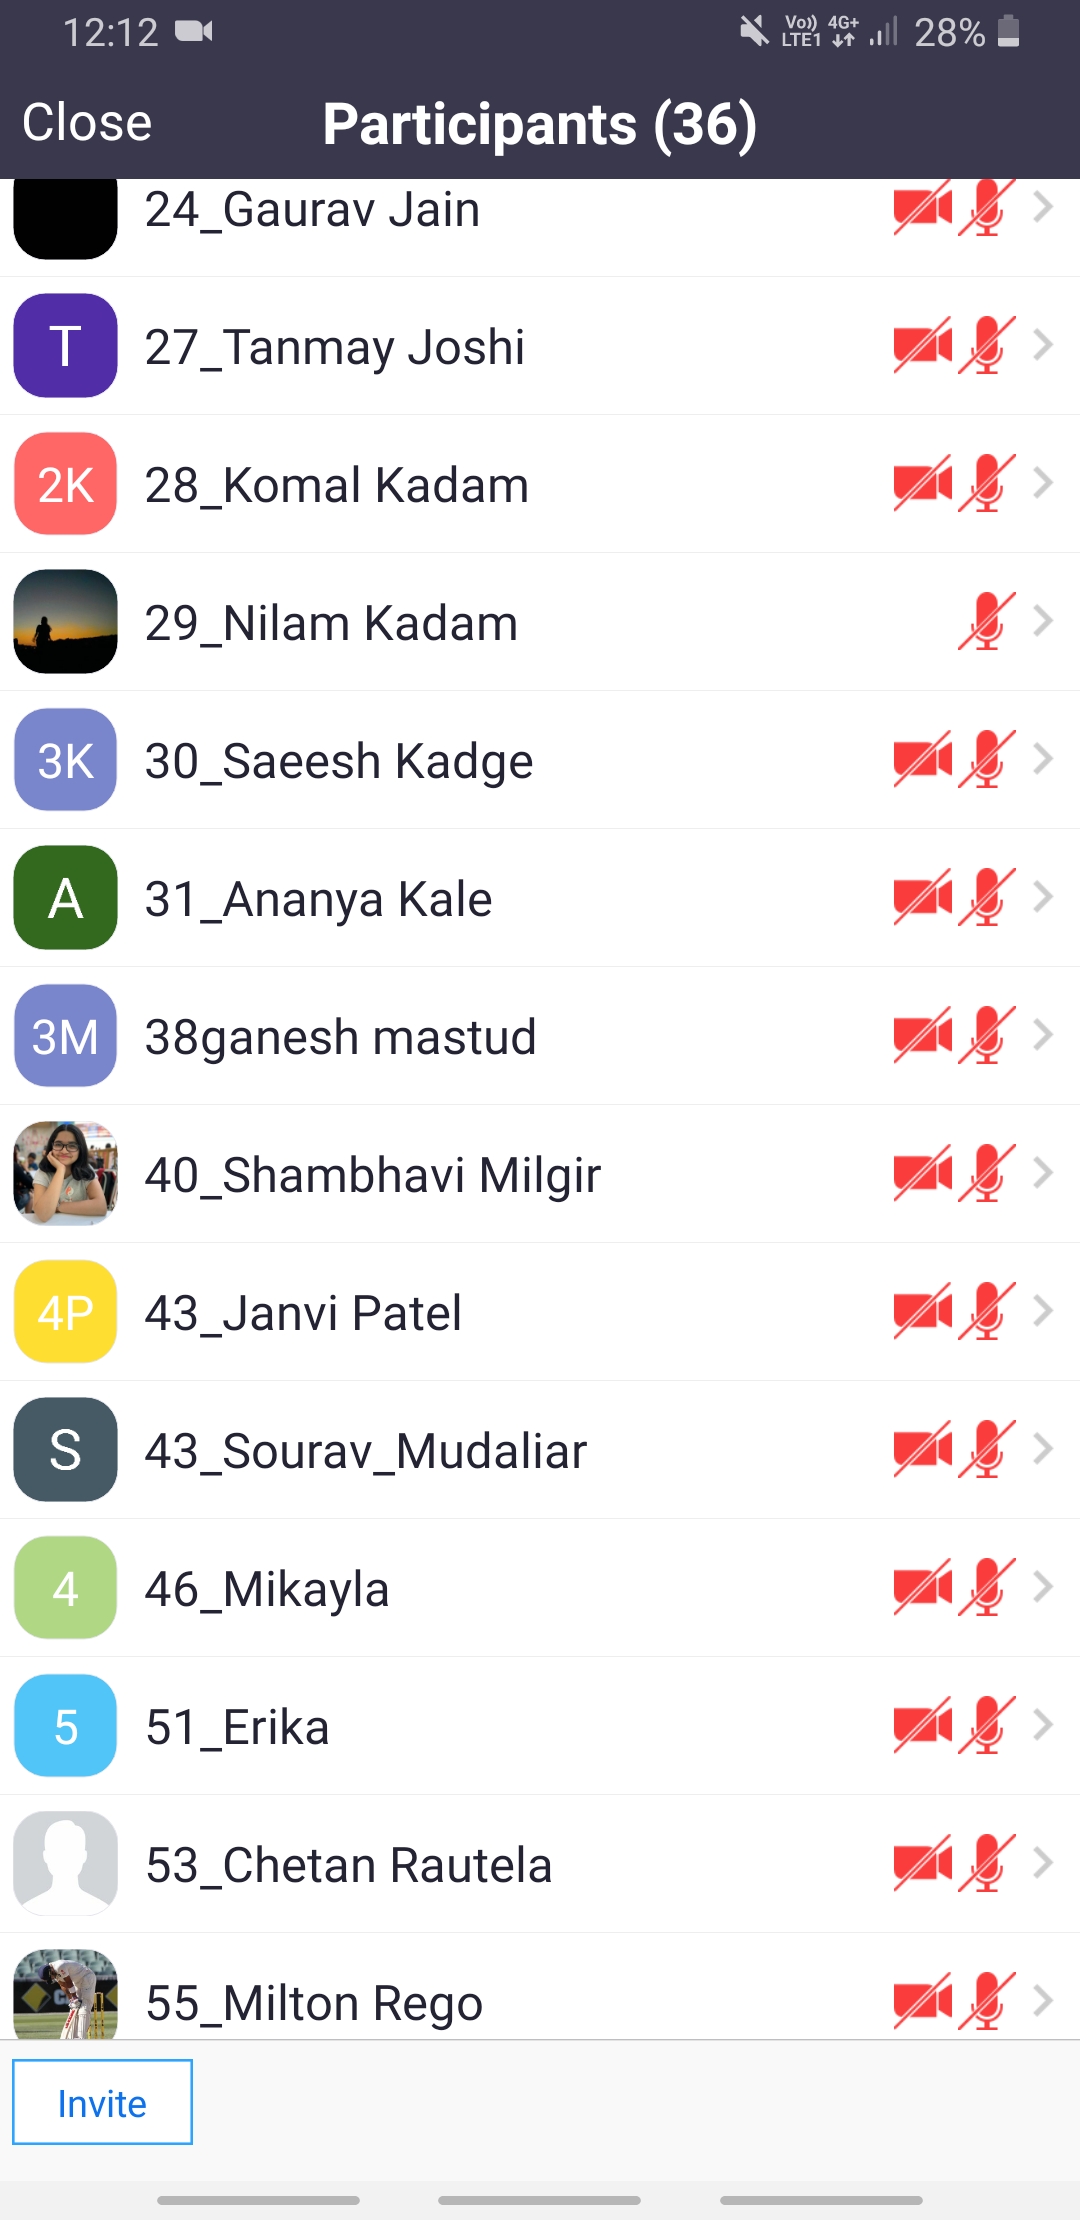 12:12 Vo)) LTE1 4G+ 28%
Close Participants (36)
24_Gaurav Jain
T 27_Tanmay Joshi
2K 28_Komal Kadam
29_Nilam Kadam
3K 30_Saeesh Kadge
A 31_Ananya Kale
3M 38ganesh mastud
40_Shambhavi Milgir
4P 43_Janvi Patel
S 43_Sourav_Mudaliar
4 46_Mikayla
5 51_Erika
53_Chetan Rautela
55_Milton Rego
Invite